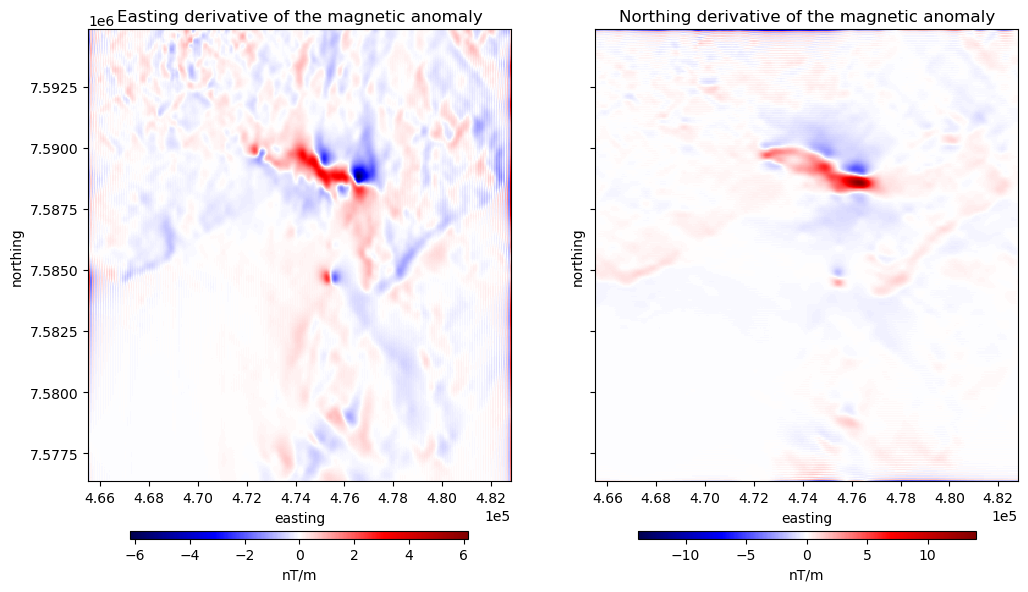 Easting derivative of the magnetic anomaly
Northing derivative of the magnetic anomaly
1e6
7.5925
7.5900
7.5875
7.5850
7.5825
7.5800
7.5775
northing
northing
4.66 4.68 4.70 4.72 4.74 4.76 4.78 4.80 4.82
4.66 4.68 4.70 4.72 4.74 4.76 4.78 4.80 4.82
easting
1e5
easting
1e5
−6 −4 −2 0 2 4 6
−10 −5 0 5 10
nT/m
nT/m